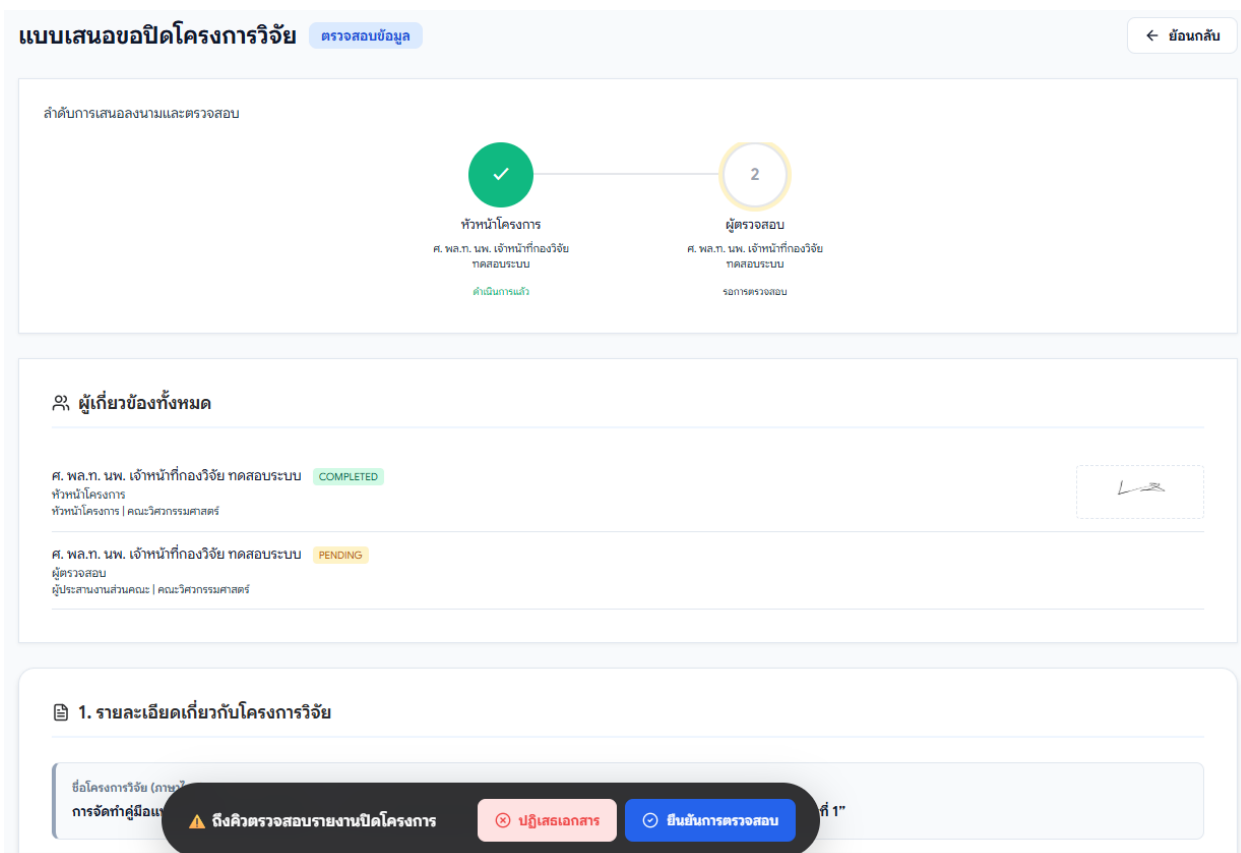 แบบเสนอขอปิดโครงการวิจัย ตรวจสอบข้อมูล
← ย้อนกลับ
ลำดับการเสนอลงนามและตรวจสอบ
2
หัวหน้าโครงการ
ผู้ตรวจสอบ
ศ. พล.ท. นพ. เจ้าหน้าที่กองวิจัย
ทดสอบระบบ
ศ. พล.ท. นพ. เจ้าหน้าที่กองวิจัย
ทดสอบระบบ
ดำเนินการแล้ว
รอการตรวจสอบ
ผู้เกี่ยวข้องทั้งหมด
ศ. พล.ท. นพ. เจ้าหน้าที่กองวิจัย ทดสอบระบบ COMPLETED
หัวหน้าโครงการ
หัวหน้าโครงการ | คณะวิศวกรรมศาสตร์
ศ. พล.ท. นพ. เจ้าหน้าที่กองวิจัย ทดสอบระบบ PENDING
ผู้ตรวจสอบ
ผู้ประสานงานส่วนคณะ | คณะวิศวกรรมศาสตร์
1. รายละเอียดเกี่ยวกับโครงการวิจัย
ชื่อโครงการวิจัย
การจัดทำคู่มือ
ที่ 1”
ถึงคิวตรวจสอบรายงานปิดโครงการ
ปฏิเสธเอกสาร
ยืนยันการตรวจสอบ